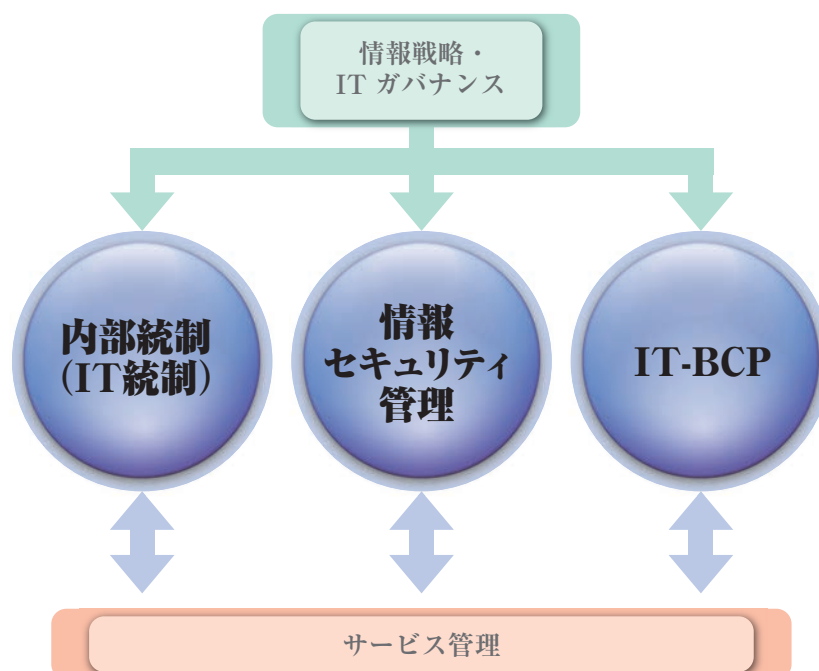 情報戦略・
IT ガバナンス
内部統制
(IT統制)
情報
セキュリティ
管理
IT-BCP
サービス管理